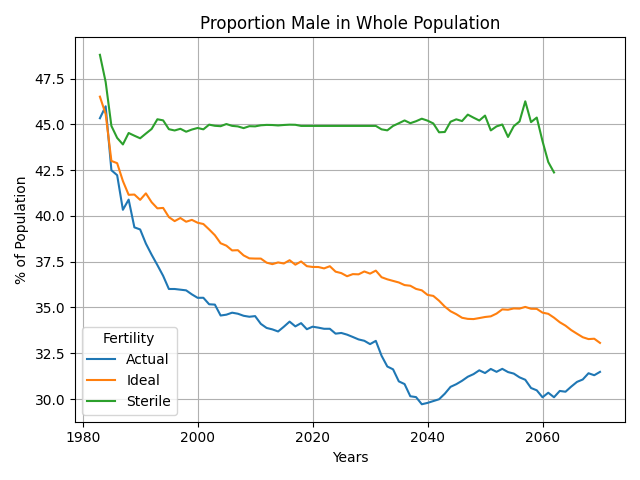 Proportion Male in Whole Population
% of Population
47.5
45.0
42.5
40.0
37.5
35.0
32.5
30.0
Fertility
Actual
Ideal
Sterile
1980
2000
2020
2040
2060
Years